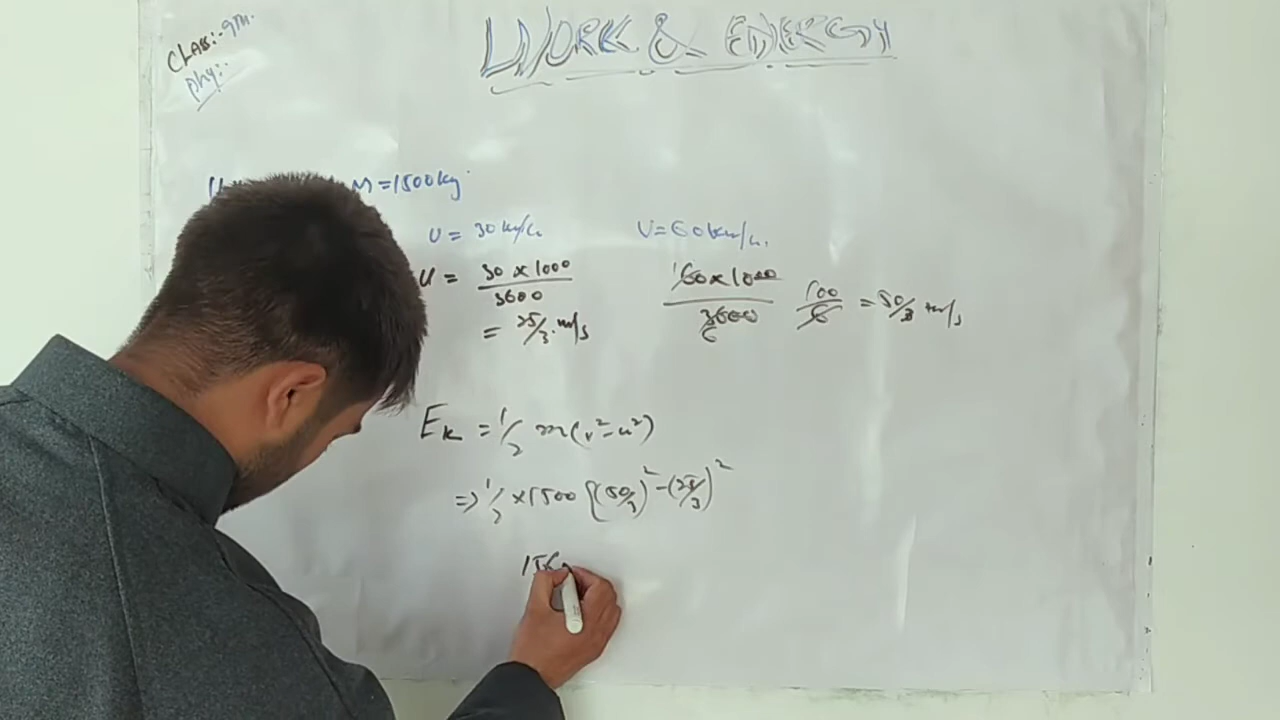 CLASS:- 9TH.
Phy:-
WORK & ENERGY
M = 1500 kg
U = 30 km/h
V = 60 km/h.
U = 30 x 1000 / 3600
60 x 1000 / 3600 100/6 = 50/3 m/s
= 25/3 m/s
EK = 1/2 m(v²-u²)
=> 1/2 x 1500 {(50/3)² - (25/3)²